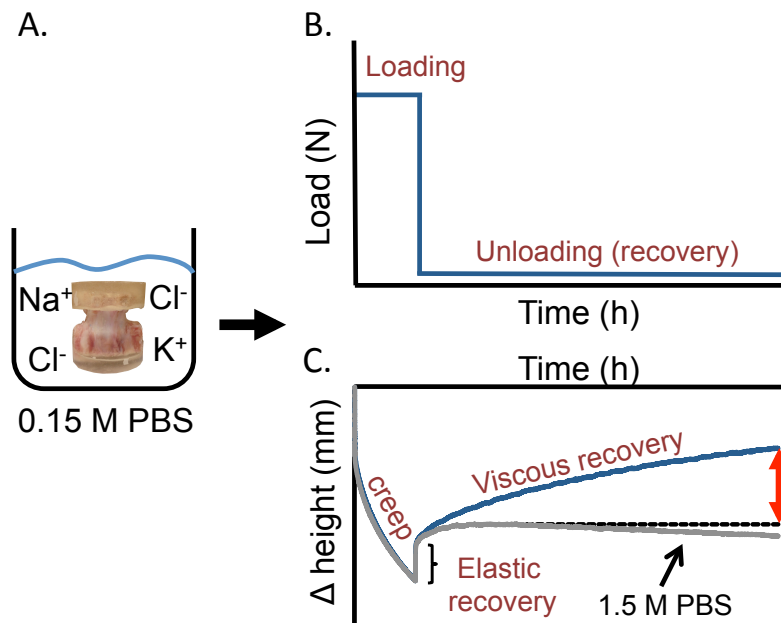 A.
Na⁺
Cl⁻
Cl⁻
K⁺
0.15 M PBS
B.
Loading
Load (N)
Unloading (recovery)
Time (h)
C.
Time (h)
Δ height (mm)
creep
Viscous recovery
Elastic
recovery
1.5 M PBS